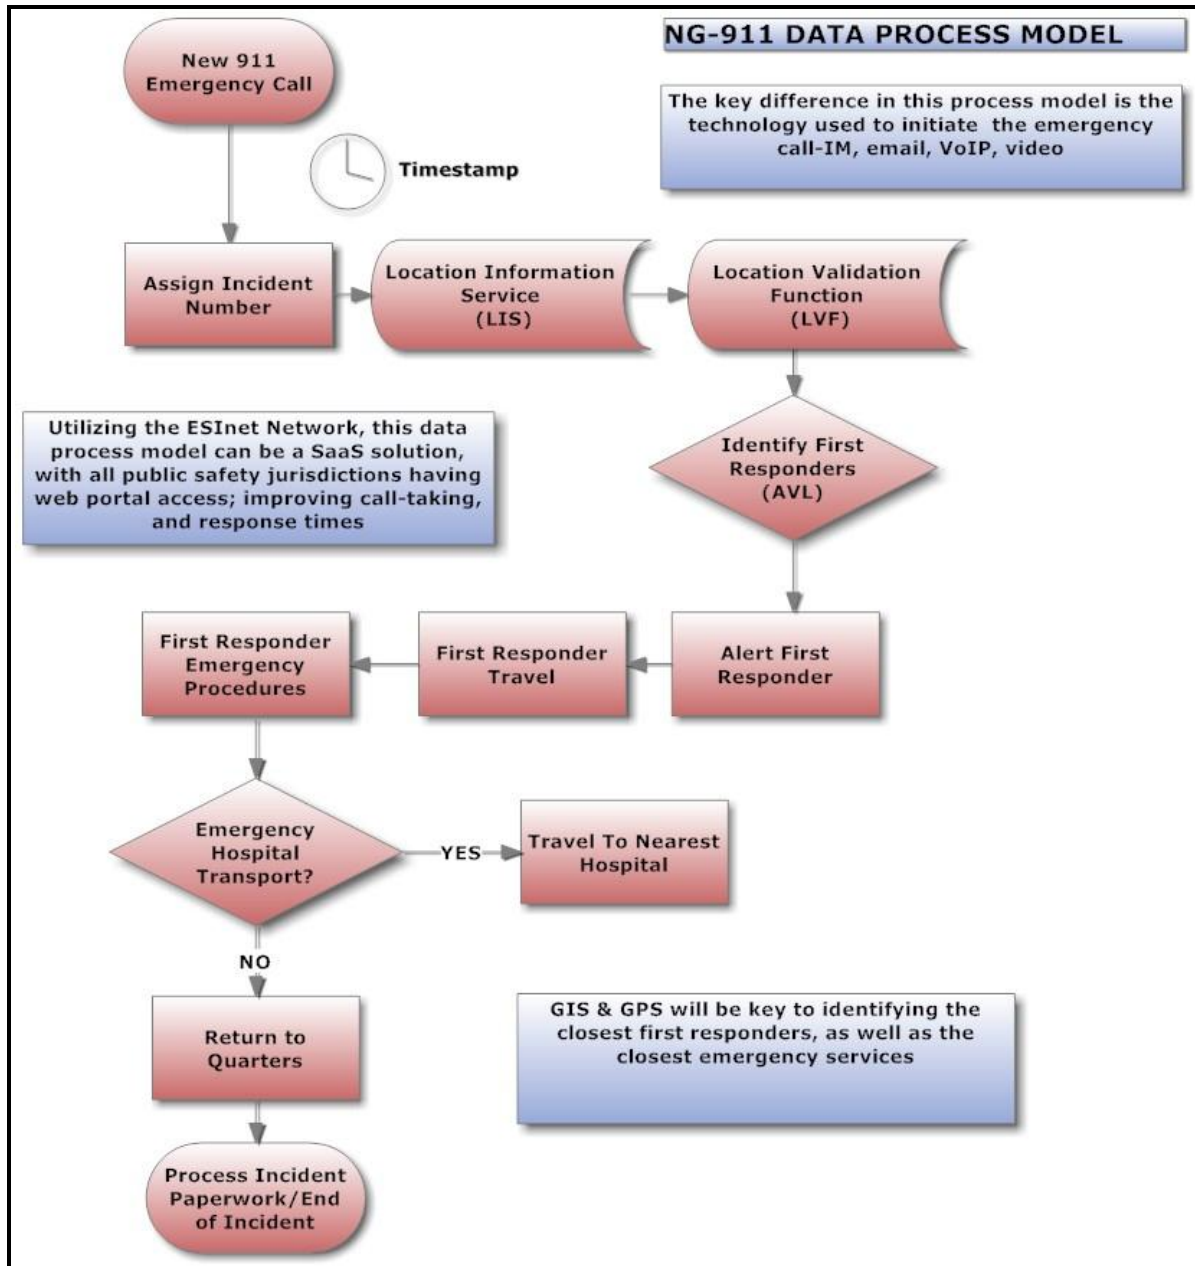 New 911
Emergency Call
NG-911 DATA PROCESS MODEL
The key difference in this process model is the
technology used to initiate the emergency
call-IM, email, VoIP, video
Timestamp
Assign Incident
Number
Location Information
Service
(LIS)
Location Validation
Function
(LVF)
Utilizing the ESInet Network, this data
process model can be a SaaS solution,
with all public safety jurisdictions having
web portal access; improving call-taking,
and response times
Identify First
Responders
(AVL)
First Responder
Emergency
Procedures
First Responder
Travel
Alert First
Responder
Emergency
Hospital
Transport?
YES
Travel To Nearest
Hospital
NO
Return to
Quarters
GIS & GPS will be key to identifying the
closest first responders, as well as the
closest emergency services
Process Incident
Paperwork/End
of Incident